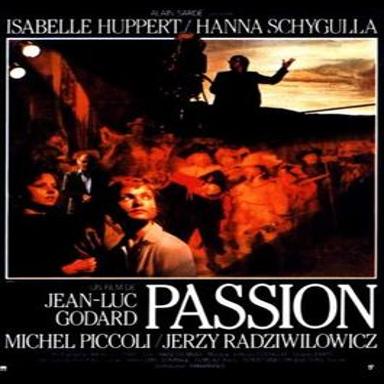 ALAIN SARDE
ISABELLE HUPPERT / HANNA SCHYGULLA
UN FILM DE
JEAN-LUC
GODARD
PASSION
MICHEL PICCOLI / JERZY RADZIWILOWICZ